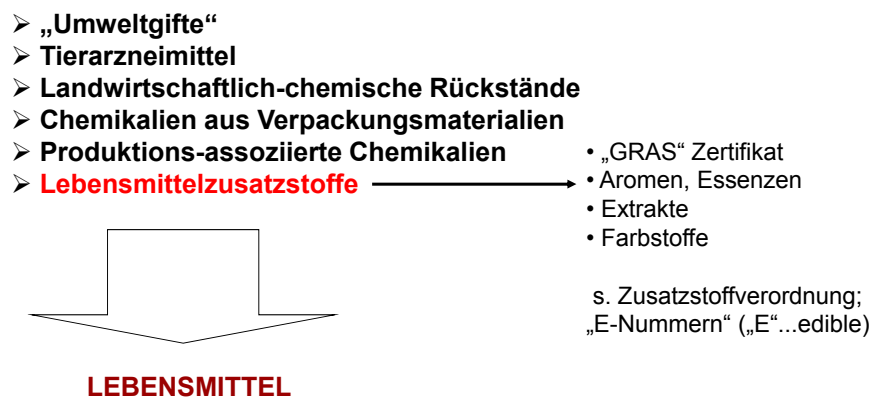 ➢ „Umweltgifte“
➢ Tierarzneimittel
➢ Landwirtschaftlich-chemische Rückstände
➢ Chemikalien aus Verpackungsmaterialien
➢ Produktions-assoziierte Chemikalien
➢ Lebensmittelzusatzstoffe
• „GRAS“ Zertifikat
• Aromen, Essenzen
• Extrakte
• Farbstoffe
s. Zusatzstoffverordnung;
„E-Nummern“ („E“...edible)
LEBENSMITTEL